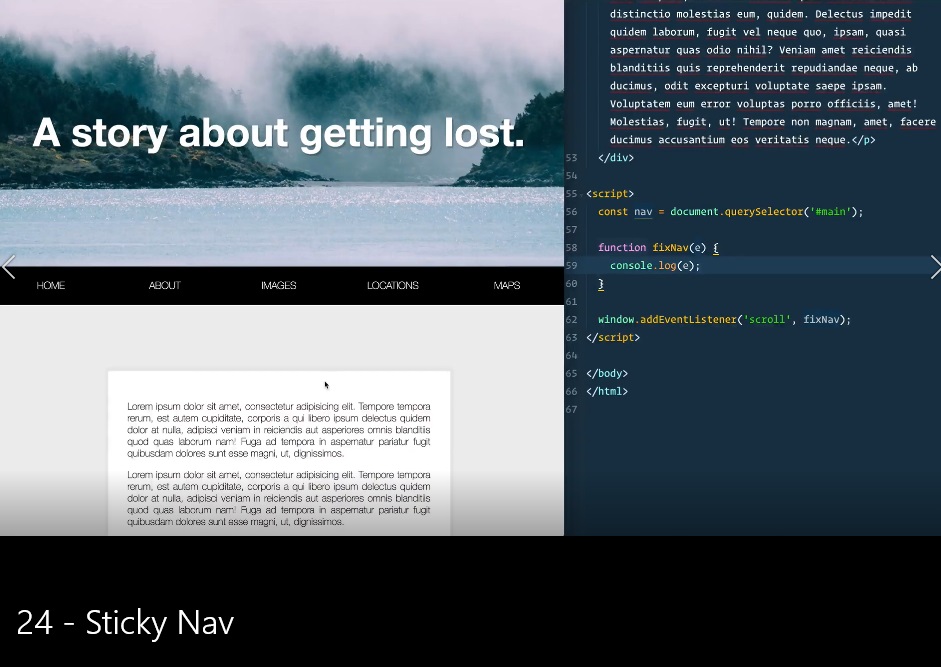 A story about getting lost.
HOME ABOUT IMAGES LOCATIONS MAPS
Lorem ipsum dolor sit amet, consectetur adipisicing elit. Tempore tempora
rerum, est autem cupiditate, corporis a qui libero ipsum delectus quidem
dolor at nulla, adipisci veniam in reiciendis aut asperiores omnis blanditiis
quod quas laborum nam! Fuga ad tempora in aspernatur pariatur fugit
quibusdam dolores sunt esse magni, ut, dignissimos.
Lorem ipsum dolor sit amet, consectetur adipisicing elit. Tempore tempora
rerum, est autem cupiditate, corporis a qui libero ipsum delectus quidem
dolor at nulla, adipisci veniam in reiciendis aut asperiores omnis blanditiis
quod quas laborum nam! Fuga ad tempora in aspernatur pariatur fugit
quibusdam dolores sunt esse magni, ut, dignissimos.
distinctio molestias eum, quidem. Delectus impedit
quidem laborum, fugit vel neque quo, ipsam, quasi
aspernatur quas odio nihil? Veniam amet reiciendis
blanditiis quis reprehenderit repudiandae neque, ab
ducimus, odit excepturi voluptate saepe ipsam.
Voluptatem eum error voluptas porro officiis, amet!
Molestias, fugit, ut! Tempore non magnam, amet, facere
ducimus accusantium eos veritatis neque.</p>
53 </div>
54
55 <script>
56 const nav = document.querySelector('#main');
57
58 function fixNav(e) {
59 console.log(e);
60 }
61
62 window.addEventListener('scroll', fixNav);
63 </script>
64
65 </body>
66 </html>
67
24 - Sticky Nav